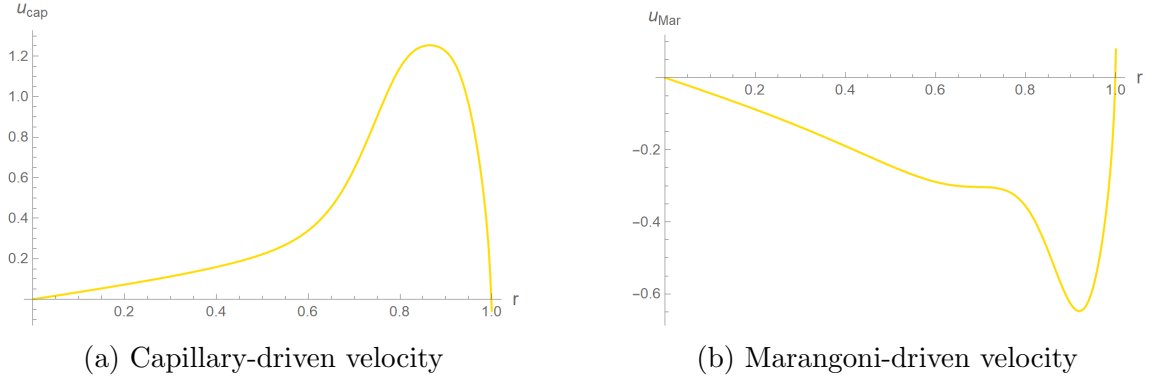 u_cap
1.2
1.0
0.8
0.6
0.4
0.2
0.2 0.4 0.6 0.8 1.0 r
(a) Capillary-driven velocity
u_Mar
0.2 0.4 0.6 0.8 1.0 r
−0.2
−0.4
−0.6
(b) Marangoni-driven velocity